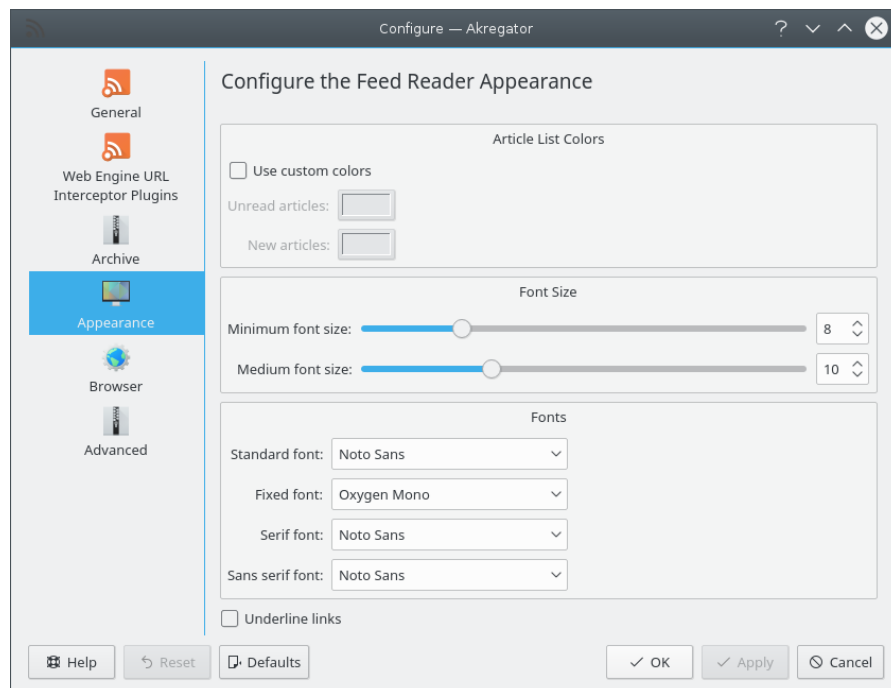 Configure — Akregator
General
Web Engine URL
Interceptor Plugins
Archive
Appearance
Browser
Advanced
Configure the Feed Reader Appearance
Article List Colors
Use custom colors
Unread articles:
New articles:
Font Size
Minimum font size: 8
Medium font size: 10
Fonts
Standard font: Noto Sans
Fixed font: Oxygen Mono
Serif font: Noto Sans
Sans serif font: Noto Sans
Underline links
Help Reset Defaults OK Apply Cancel